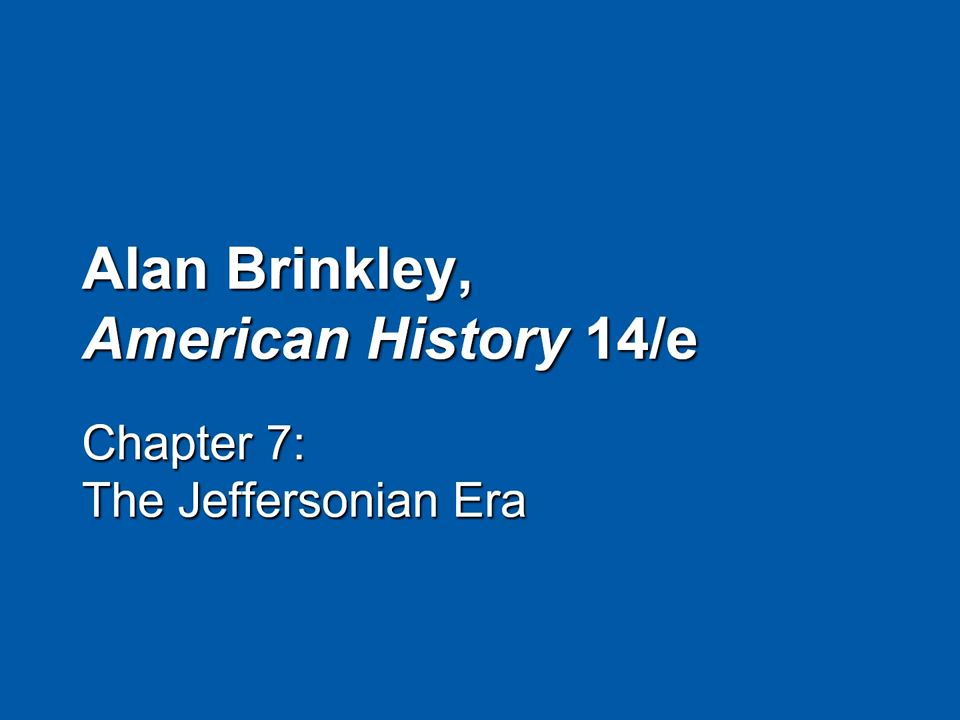 Alan Brinkley,
American History 14/e
Chapter 7:
The Jeffersonian Era